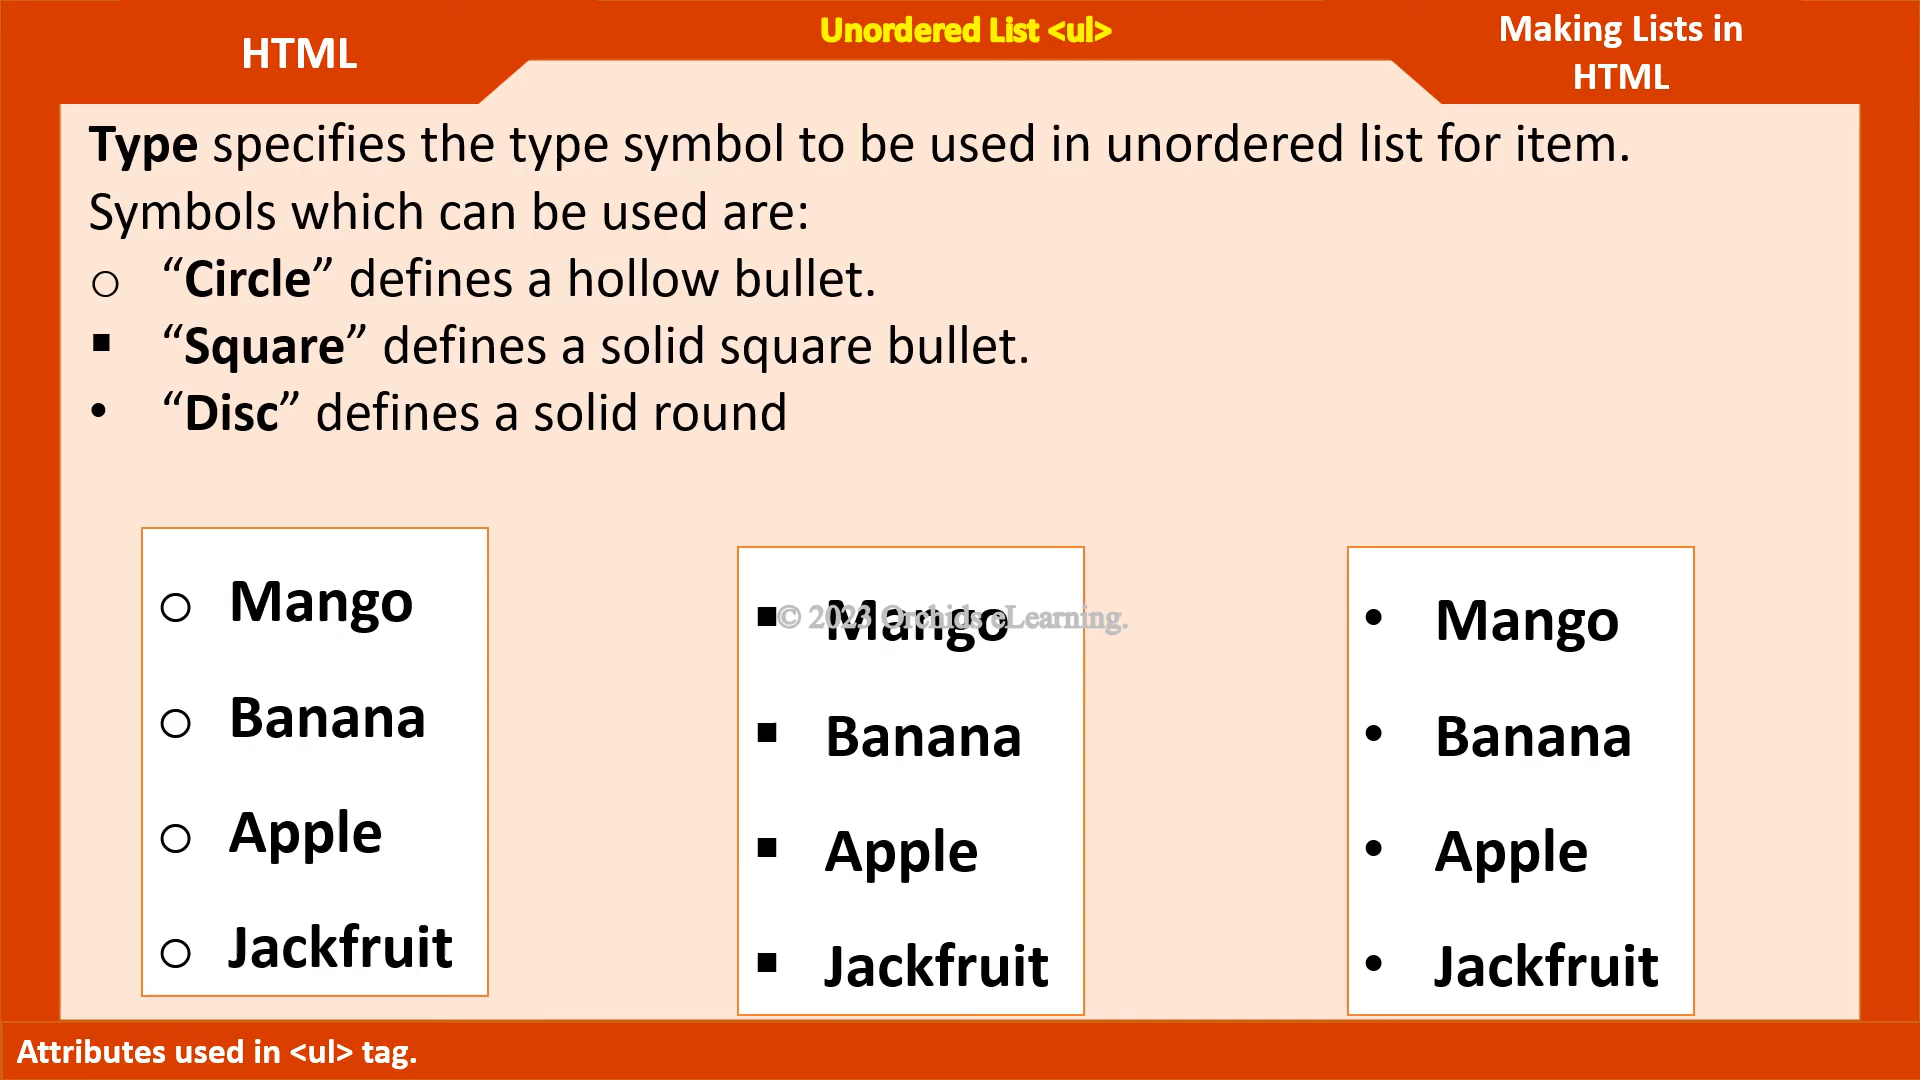 HTML
Unordered List <ul>
Making Lists in
HTML
Type specifies the type symbol to be used in unordered list for item.
Symbols which can be used are:
o “Circle” defines a hollow bullet.
▪ “Square” defines a solid square bullet.
• “Disc” defines a solid round
o Mango
o Banana
o Apple
o Jackfruit
▪ Mango
▪ Banana
▪ Apple
▪ Jackfruit
© 2023 Orchids eLearning.
• Mango
• Banana
• Apple
• Jackfruit
Attributes used in <ul> tag.